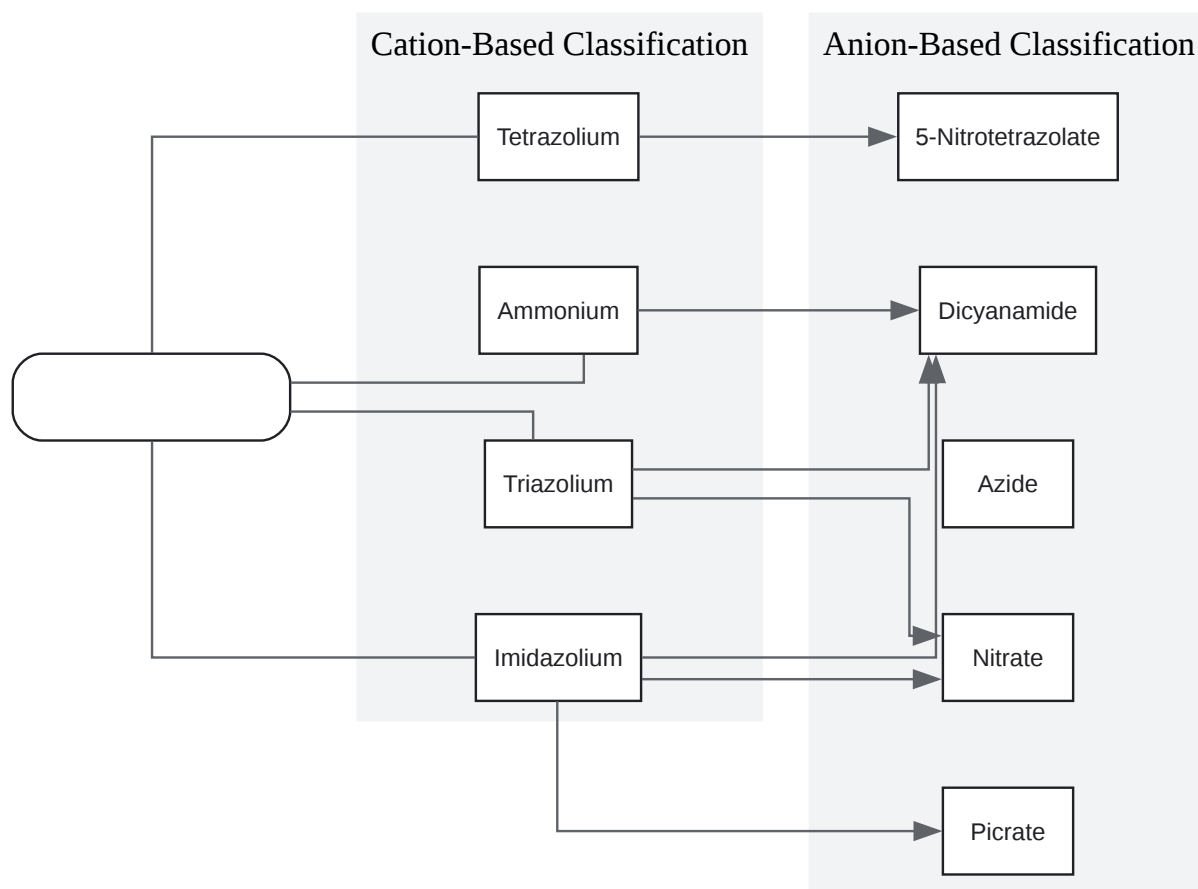 Cation-Based Classification
Anion-Based Classification
Tetrazolium
5-Nitrotetrazolate
Ammonium
Dicyanamide
Triazolium
Azide
Imidazolium
Nitrate
Picrate